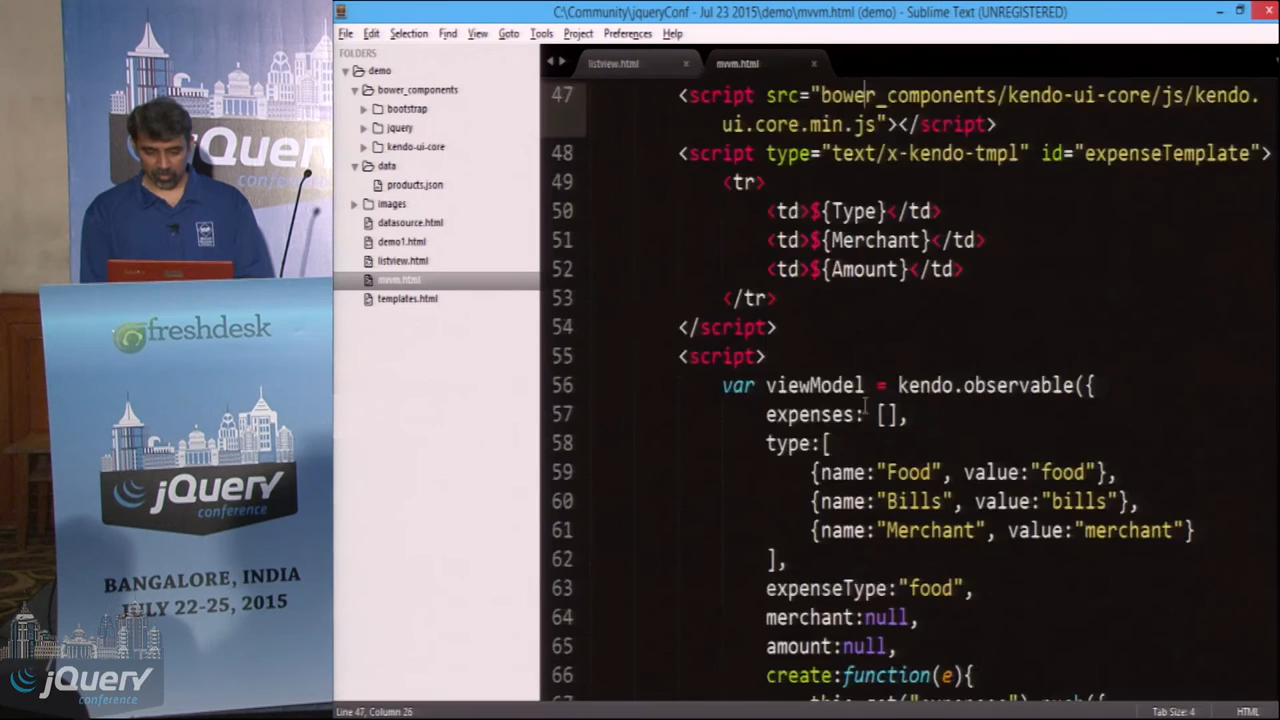 C:\Community\jqueryConf - Jul 23 2015\demo\mvvm.html (demo) - Sublime Text (UNREGISTERED)
File Edit Selection Find View Goto Tools Project Preferences Help
FOLDERS
demo
bower_components
bootstrap
jquery
kendo-ui-core
data
products.json
images
datasource.html
demo1.html
listview.html
mvvm.html
templates.html
listview.html
mvvm.html
47 <script src="bower_components/kendo-ui-core/js/kendo.
ui.core.min.js"></script>
48 <script type="text/x-kendo-tmpl" id="expenseTemplate">
49 <tr>
50 <td>${Type}</td>
51 <td>${Merchant}</td>
52 <td>${Amount}</td>
53 </tr>
54 </script>
55 <script>
56 var viewModel = kendo.observable({
57 expenses: [],
58 type:[
59 {name:"Food", value:"food"},
60 {name:"Bills", value:"bills"},
61 {name:"Merchant", value:"merchant"}
62 ],
63 expenseType:"food",
64 merchant:null,
65 amount:null,
66 create:function(e){
Line 47, Column 26
Tab Size: 4
HTML
jQuery
conference
freshdesk
jQuery
conference
BANGALORE, INDIA
JULY 22-25, 2015
jQuery
conference